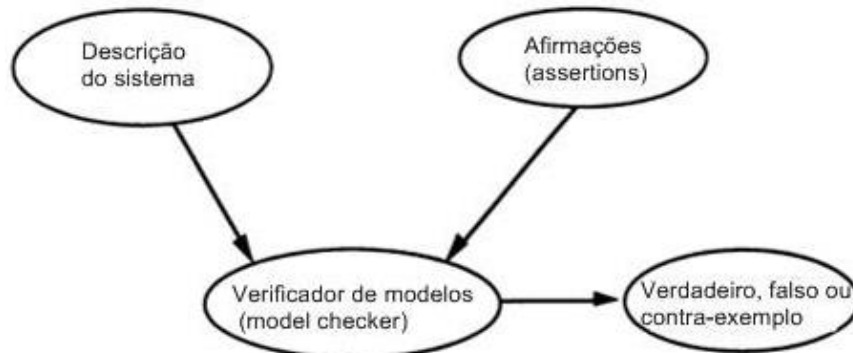 Descrição
do sistema
Afirmações
(assertions)
Verificador de modelos
(model checker)
Verdadeiro, falso ou
contra-exemplo